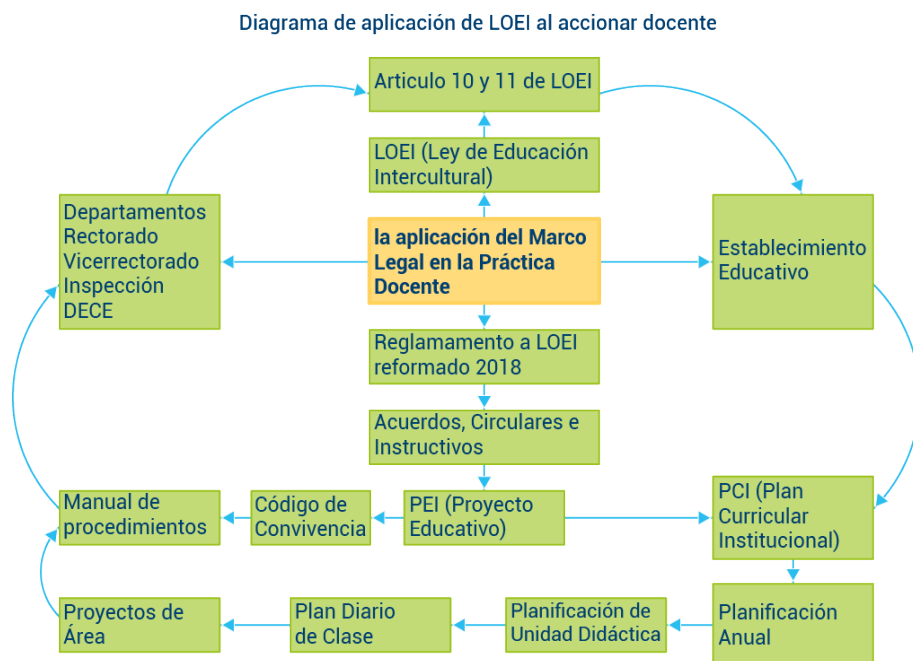 Diagrama de aplicación de LOEI al accionar docente
Articulo 10 y 11 de LOEI
LOEI (Ley de Educación
Intercultural)
Departamentos
Rectorado
Vicerrectorado
Inspección
DECE
la aplicación del Marco
Legal en la Práctica
Docente
Establecimiento
Educativo
Reglamamento a LOEI
reformado 2018
Acuerdos, Circulares e
Instructivos
Manual de
procedimientos
Código de
Convivencia
PEI (Proyecto
Educativo)
PCI (Plan
Curricular
Institucional)
Proyectos de
Área
Plan Diario
de Clase
Planificación de
Unidad Didáctica
Planificación
Anual